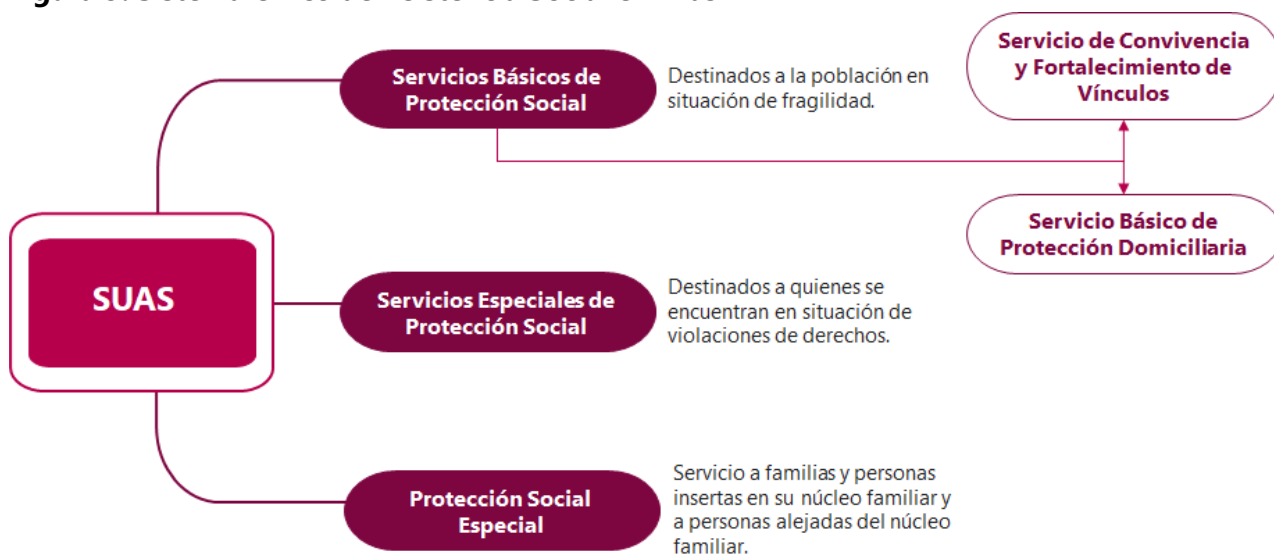 Servicios Básicos de
Protección Social
Destinados a la población en
situación de fragilidad.
Servicio de Convivencia
y Fortalecimiento de
Vínculos
Servicio Básico de
Protección Domiciliaria
SUAS
Servicios Especiales de
Protección Social
Destinados a quienes se
encuentran en situación de
violaciones de derechos.
Protección Social
Especial
Servicio a familias y personas
insertas en su núcleo familiar y
a personas alejadas del núcleo
familiar.